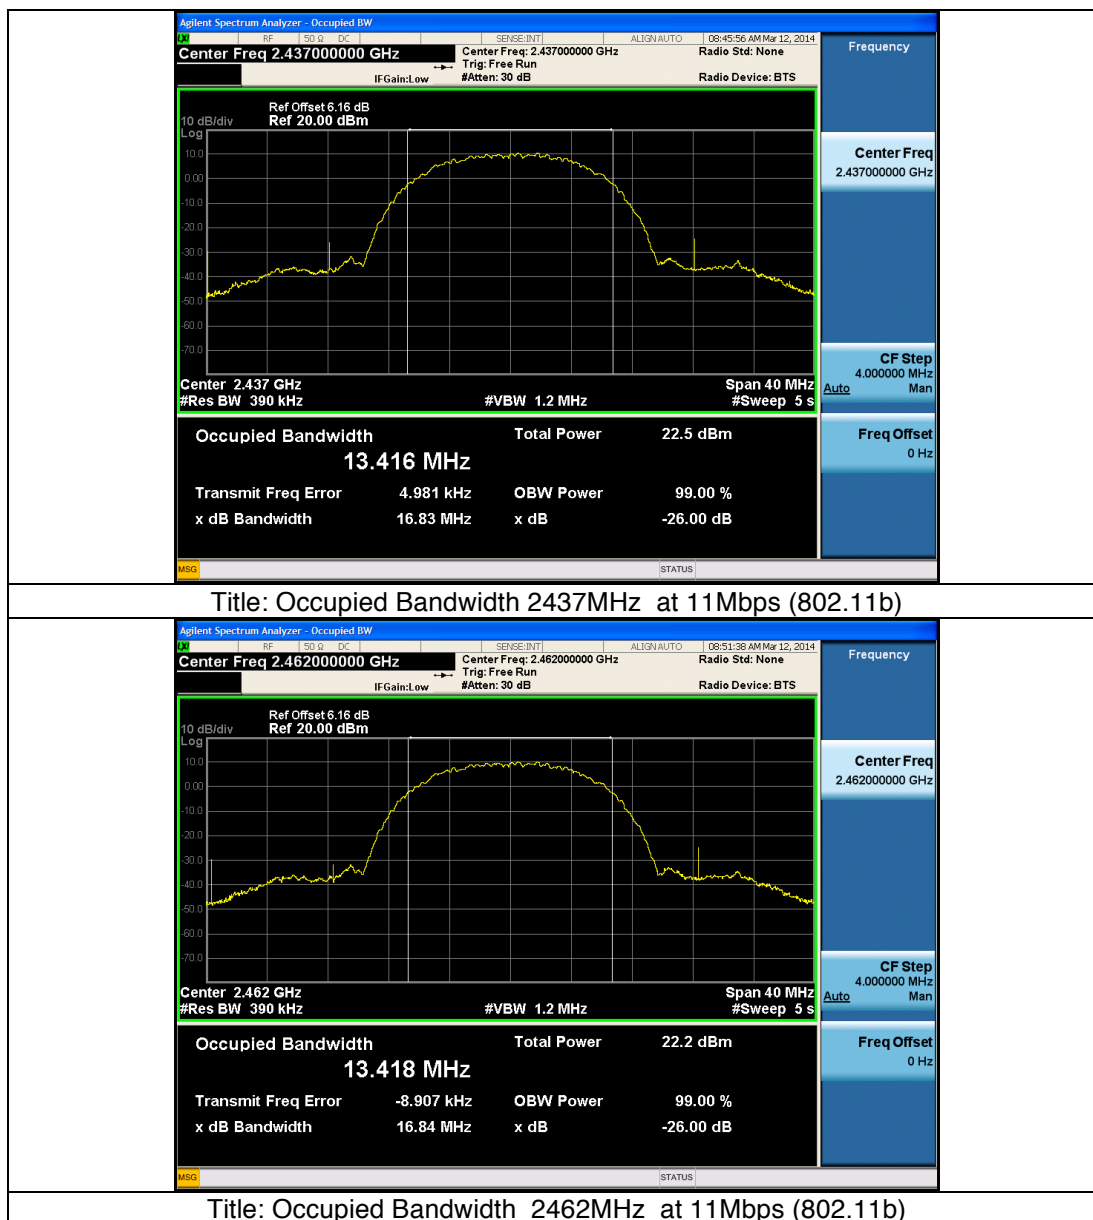 Agilent Spectrum Analyzer - Occupied BW
LXI RF 50 Ω DC SENSE:INT ALIGN AUTO 08:45:56 AM Mar 12, 2014
Center Freq 2.437000000 GHz Center Freq: 2.437000000 GHz Radio Std: None Frequency
Trig: Free Run
IFGain:Low #Atten: 30 dB Radio Device: BTS
Ref Offset 6.16 dB
10 dB/div Ref 20.00 dBm
Log
10.0
0.00
-10.0
-20.0
-30.0
-40.0
-50.0
-60.0
-70.0
Center Freq
2.437000000 GHz
Center 2.437 GHz Span 40 MHz
#Res BW 390 kHz #VBW 1.2 MHz #Sweep 5 s
CF Step
4.000000 MHz
Auto Man
Occupied Bandwidth Total Power 22.5 dBm
13.416 MHz
Transmit Freq Error 4.981 kHz OBW Power 99.00 %
x dB Bandwidth 16.83 MHz x dB -26.00 dB
Freq Offset
0 Hz
MSG STATUS
Title: Occupied Bandwidth 2437MHz at 11Mbps (802.11b)
Agilent Spectrum Analyzer - Occupied BW
LXI RF 50 Ω DC SENSE:INT ALIGN AUTO 08:51:38 AM Mar 12, 2014
Center Freq 2.462000000 GHz Center Freq: 2.462000000 GHz Radio Std: None Frequency
Trig: Free Run
IFGain:Low #Atten: 30 dB Radio Device: BTS
Ref Offset 6.16 dB
10 dB/div Ref 20.00 dBm
Log
10.0
0.00
-10.0
-20.0
-30.0
-40.0
-50.0
-60.0
-70.0
Center Freq
2.462000000 GHz
Center 2.462 GHz Span 40 MHz
#Res BW 390 kHz #VBW 1.2 MHz #Sweep 5 s
CF Step
4.000000 MHz
Auto Man
Occupied Bandwidth Total Power 22.2 dBm
13.418 MHz
Transmit Freq Error -8.907 kHz OBW Power 99.00 %
x dB Bandwidth 16.84 MHz x dB -26.00 dB
Freq Offset
0 Hz
MSG STATUS
Title: Occupied Bandwidth 2462MHz at 11Mbps (802.11b)